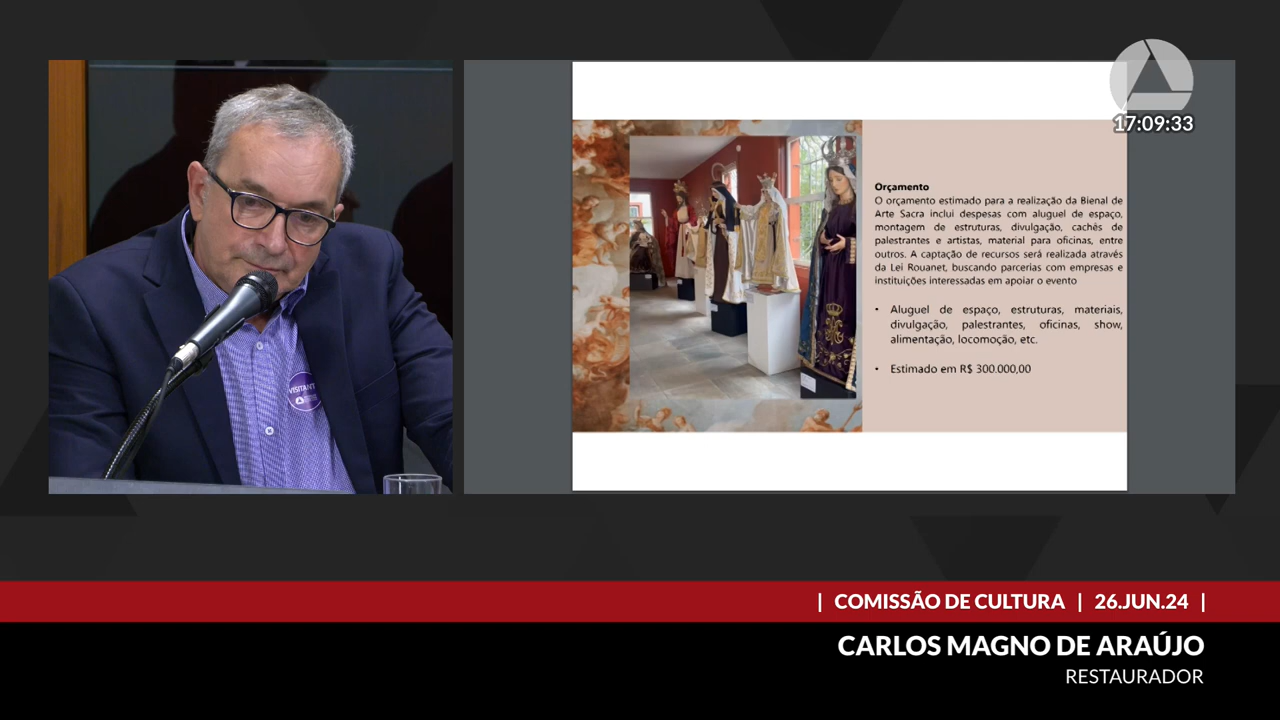 17:09:33
Orçamento
O orçamento estimado para a realização da Bienal de
Arte Sacra inclui despesas com aluguel de espaço,
montagem de estruturas, divulgação, cachês de
palestrantes e artistas, material para oficinas, entre
outros. A captação de recursos será realizada através
da Lei Rouanet, buscando parcerias com empresas e
instituições interessadas em apoiar o evento
• Aluguel de espaço, estruturas, materiais,
divulgação, palestrantes, oficinas, show,
alimentação, locomoção, etc.
• Estimado em R$ 300.000,00
VISITANT
| COMISSÃO DE CULTURA | 26.JUN.24 |
CARLOS MAGNO DE ARAÚJO
RESTAURADOR